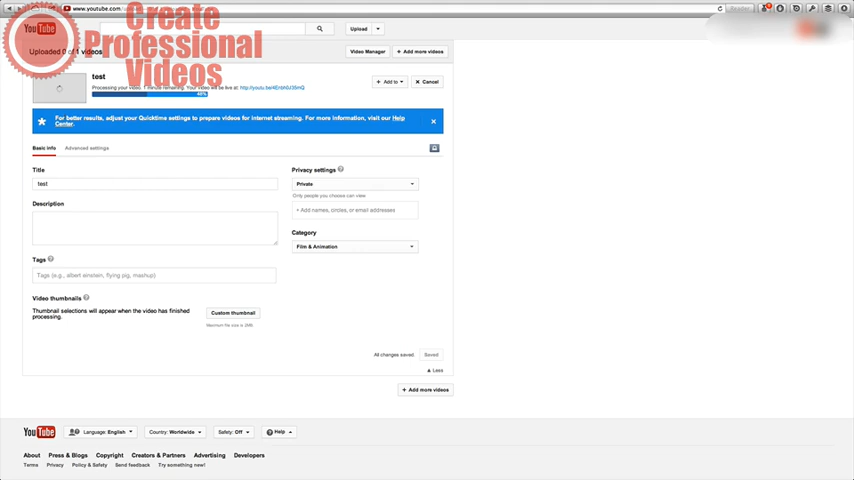 www.youtube.com/
Reader
Create
Professional
Videos
YouTube
Upload
Uploaded 0 of 1 videos
Video Manager
+ Add more videos
test
Processing your video. 1 minute remaining. Your video will be live at:
46%
+ Add to
× Cancel
For better results, adjust your Quicktime settings to prepare videos for internet streaming. For more information, visit our Help
Center.
Basic info
Advanced settings
Title
test
Description
Tags
Tags (e.g., albert einstein, flying pig, mashup)
Video thumbnails
Thumbnail selections will appear when the video has finished
processing.
Custom thumbnail
Maximum file size is 2MB.
Privacy settings
Private
Only people you choose can view
+ Add names, circles, or email addresses
Category
Film & Animation
All changes saved.
Saved
Less
+ Add more videos
YouTube
Language: English
Country: Worldwide
Safety: Off
Help
About Press & Blogs Copyright Creators & Partners Advertising Developers
Terms Privacy Policy & Safety Send feedback Try something new!